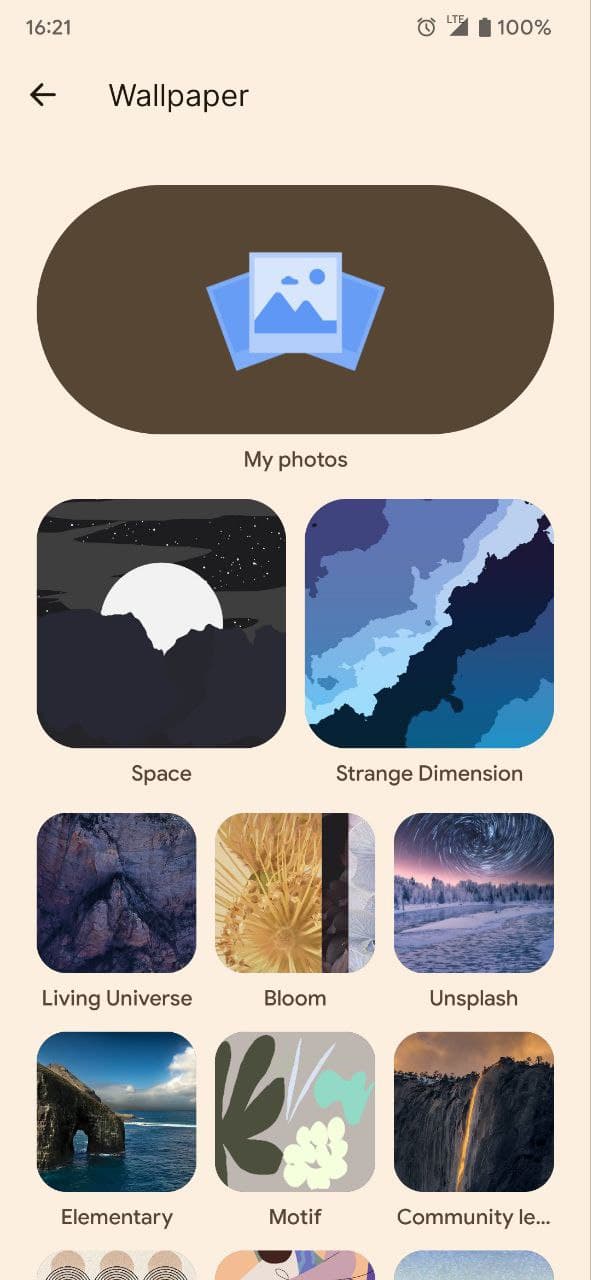 16:21 LTE 100%
Wallpaper
My photos
Space Strange Dimension
Living Universe Bloom Unsplash
Elementary Motif Community le...